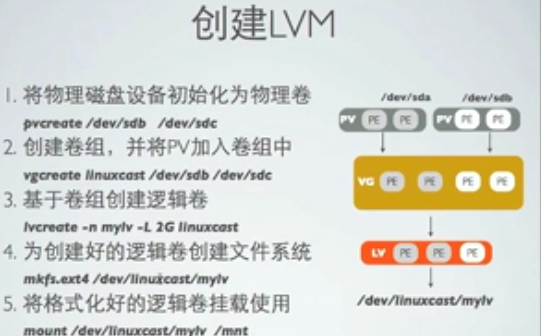 创建LVM
1. 将物理磁盘设备初始化为物理卷
pvcreate /dev/sdb /dev/sdc
2. 创建卷组，并将PV加入卷组中
vgcreate linuxcast /dev/sdb /dev/sdc
3. 基于卷组创建逻辑卷
lvcreate -n mylv -L 2G linuxcast
4. 为创建好的逻辑卷创建文件系统
mkfs.ext4 /dev/linuxcast/mylv
5. 将格式化好的逻辑卷挂载使用
mount /dev/linuxcast/mylv /mnt
/dev/sda /dev/sdb
PV PE PE PV PE PE
VG PE PE PE PE
LV PE PE PE
/dev/linuxcast/mylv